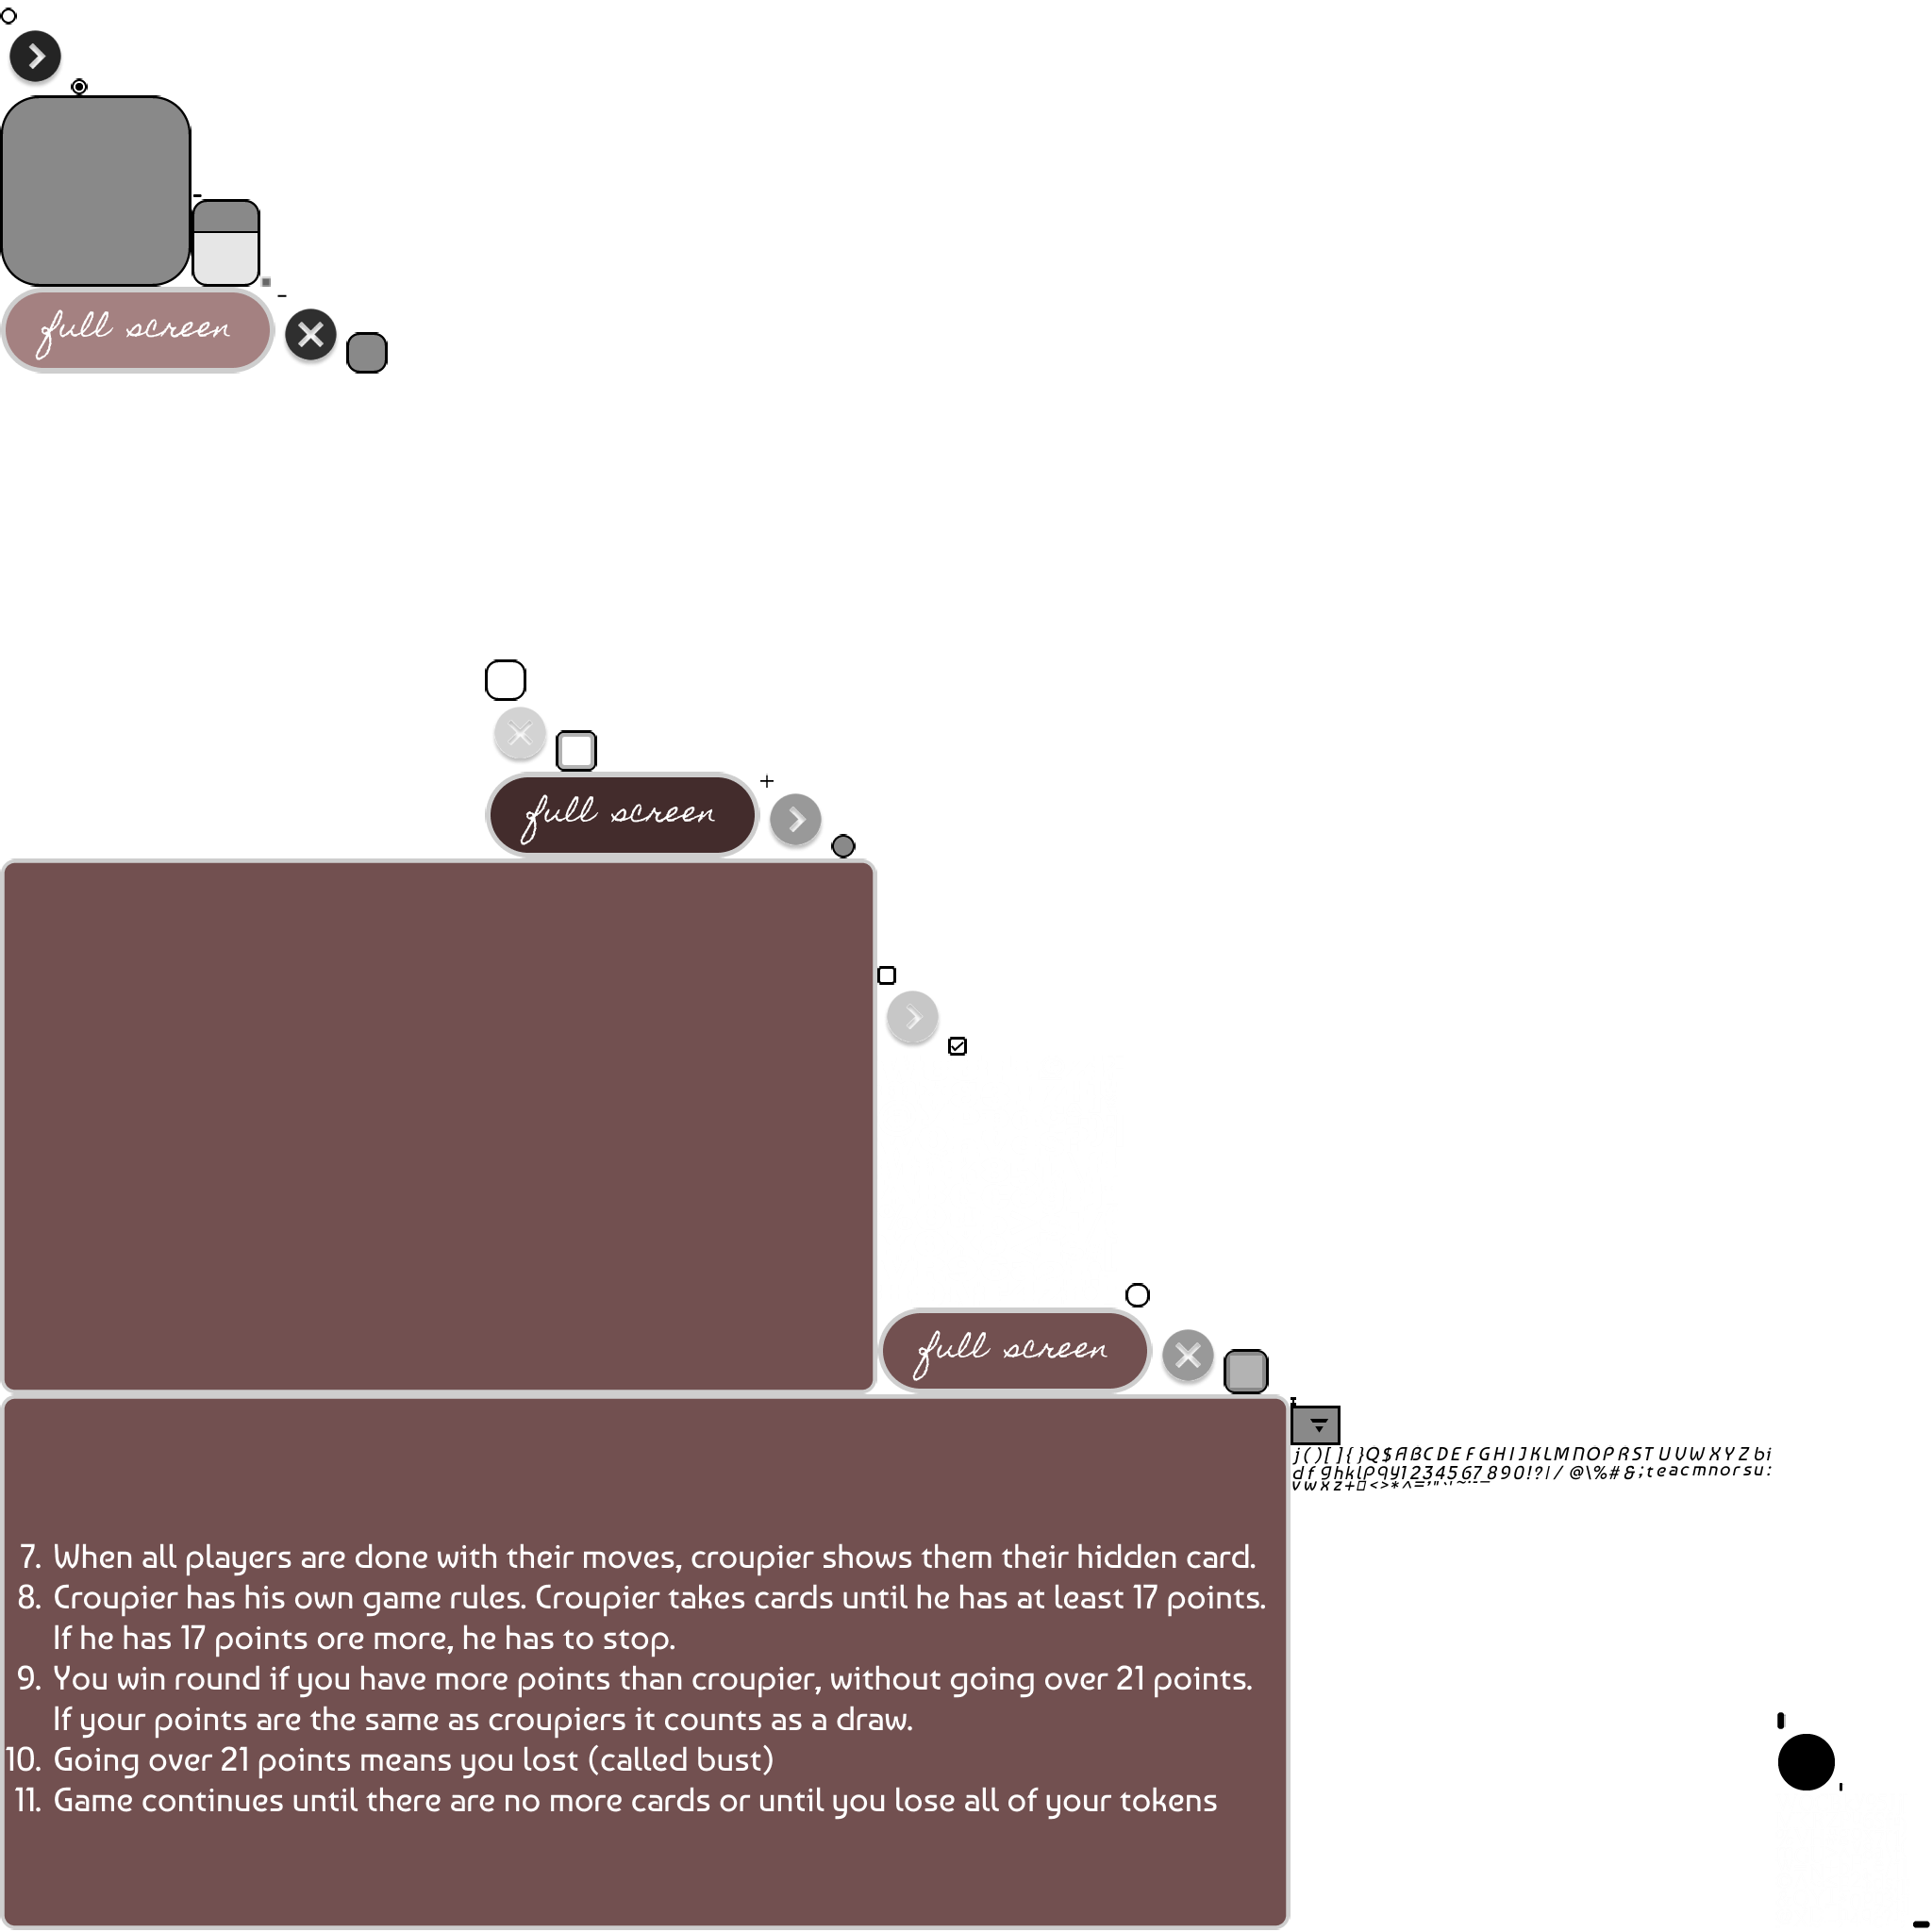 full screen
full screen
full screen
j()[]{}Q$ABCDEFGHIJKLMNOPRSTUVWXYZbi
dfghklpqy1234567890!?|/@\%#&;teacmnorsu:
7. When all players are done with their moves, croupier shows them their hidden card.
8. Croupier has his own game rules. Croupier takes cards until he has at least 17 points.
If he has 17 points ore more, he has to stop.
9. You win round if you have more points than croupier, without going over 21 points.
If your points are the same as croupiers it counts as a draw.
10. Going over 21 points means you lost (called bust)
11. Game continues until there are no more cards or until you lose all of your tokens